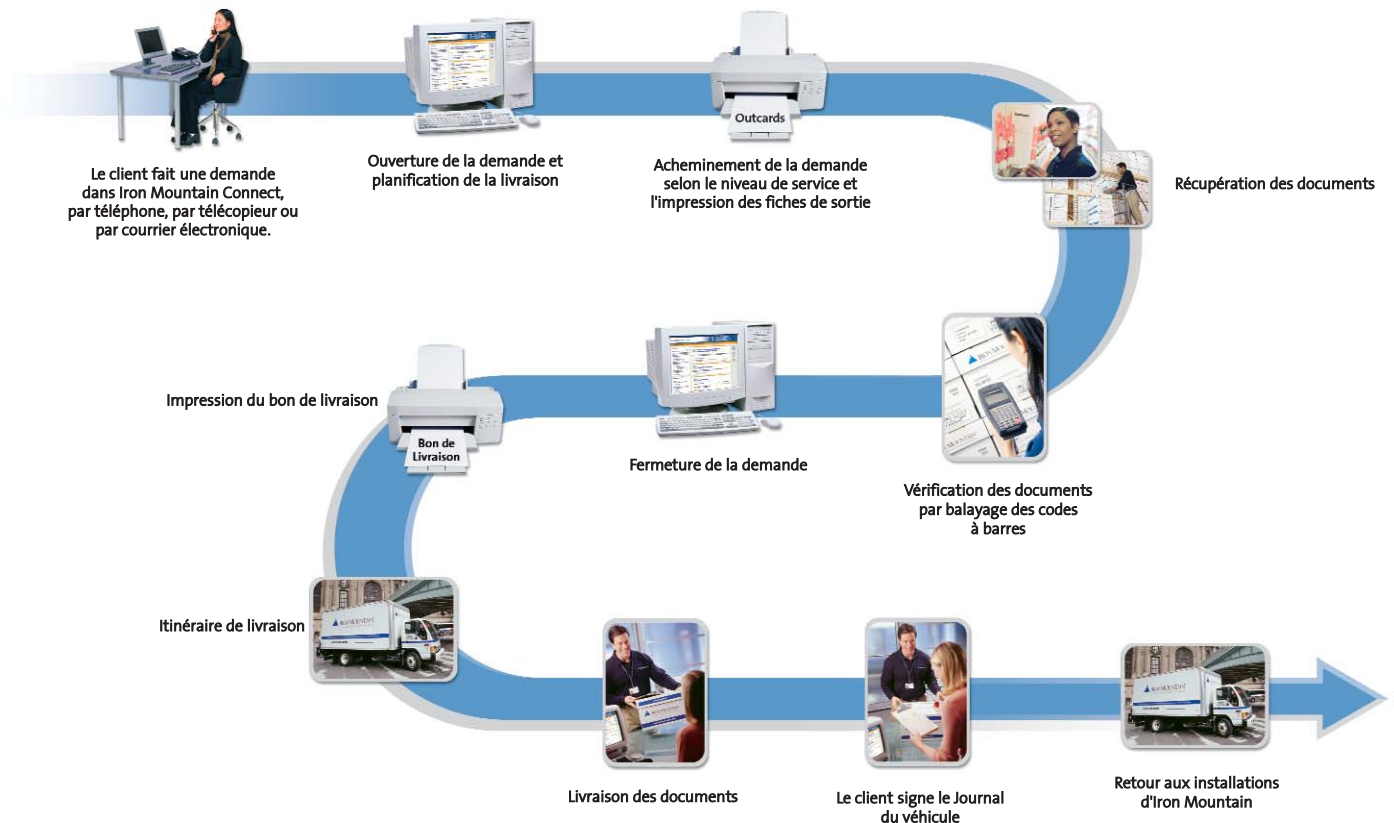 Le client fait une demande
dans Iron Mountain Connect,
par téléphone, par télécopieur ou
par courrier électronique.
Ouverture de la demande et
planification de la livraison
Outcards
Acheminement de la demande
selon le niveau de service et
l'impression des fiches de sortie
Récupération des documents
Vérification des documents
par balayage des codes
à barres
Fermeture de la demande
Impression du bon de livraison
Bon de
Livraison
Itinéraire de livraison
IRON MOUNTAIN
Livraison des documents
Le client signe le Journal
du véhicule
IRON MOUNTAIN
Retour aux installations
d'Iron Mountain